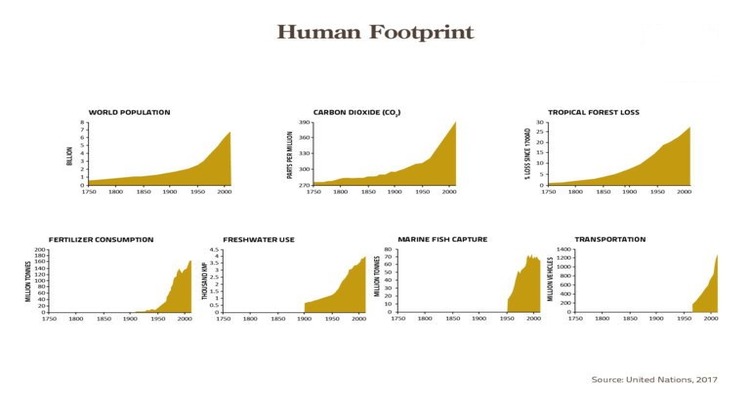 Human Footprint
WORLD POPULATION
BILLION
8
7
6
5
4
3
2
1
0
1750 1800 1850 1900 1950 2000
CARBON DIOXIDE (CO2)
PARTS PER MILLION
390
360
330
300
270
1750 1800 1850 1900 1950 2000
TROPICAL FOREST LOSS
% LOSS SINCE 1700AD
30
25
20
15
10
5
0
1750 1800 1850 1900 1950 2000
FERTILIZER CONSUMPTION
MILLION TONNES
200
180
160
140
120
100
80
60
40
20
0
1750 1800 1850 1900 1950 2000
FRESHWATER USE
THOUSAND KM³
4.5
4
3.5
3
2.5
2
1.5
1
0.5
0
1750 1800 1850 1900 1950 2000
MARINE FISH CAPTURE
MILLION TONNES
80
70
60
50
40
30
20
10
0
1750 1800 1850 1900 1950 2000
TRANSPORTATION
MILLION VEHICLES
1400
1200
1000
800
600
400
200
0
1750 1800 1850 1900 1950 2000
Source: United Nations, 2017